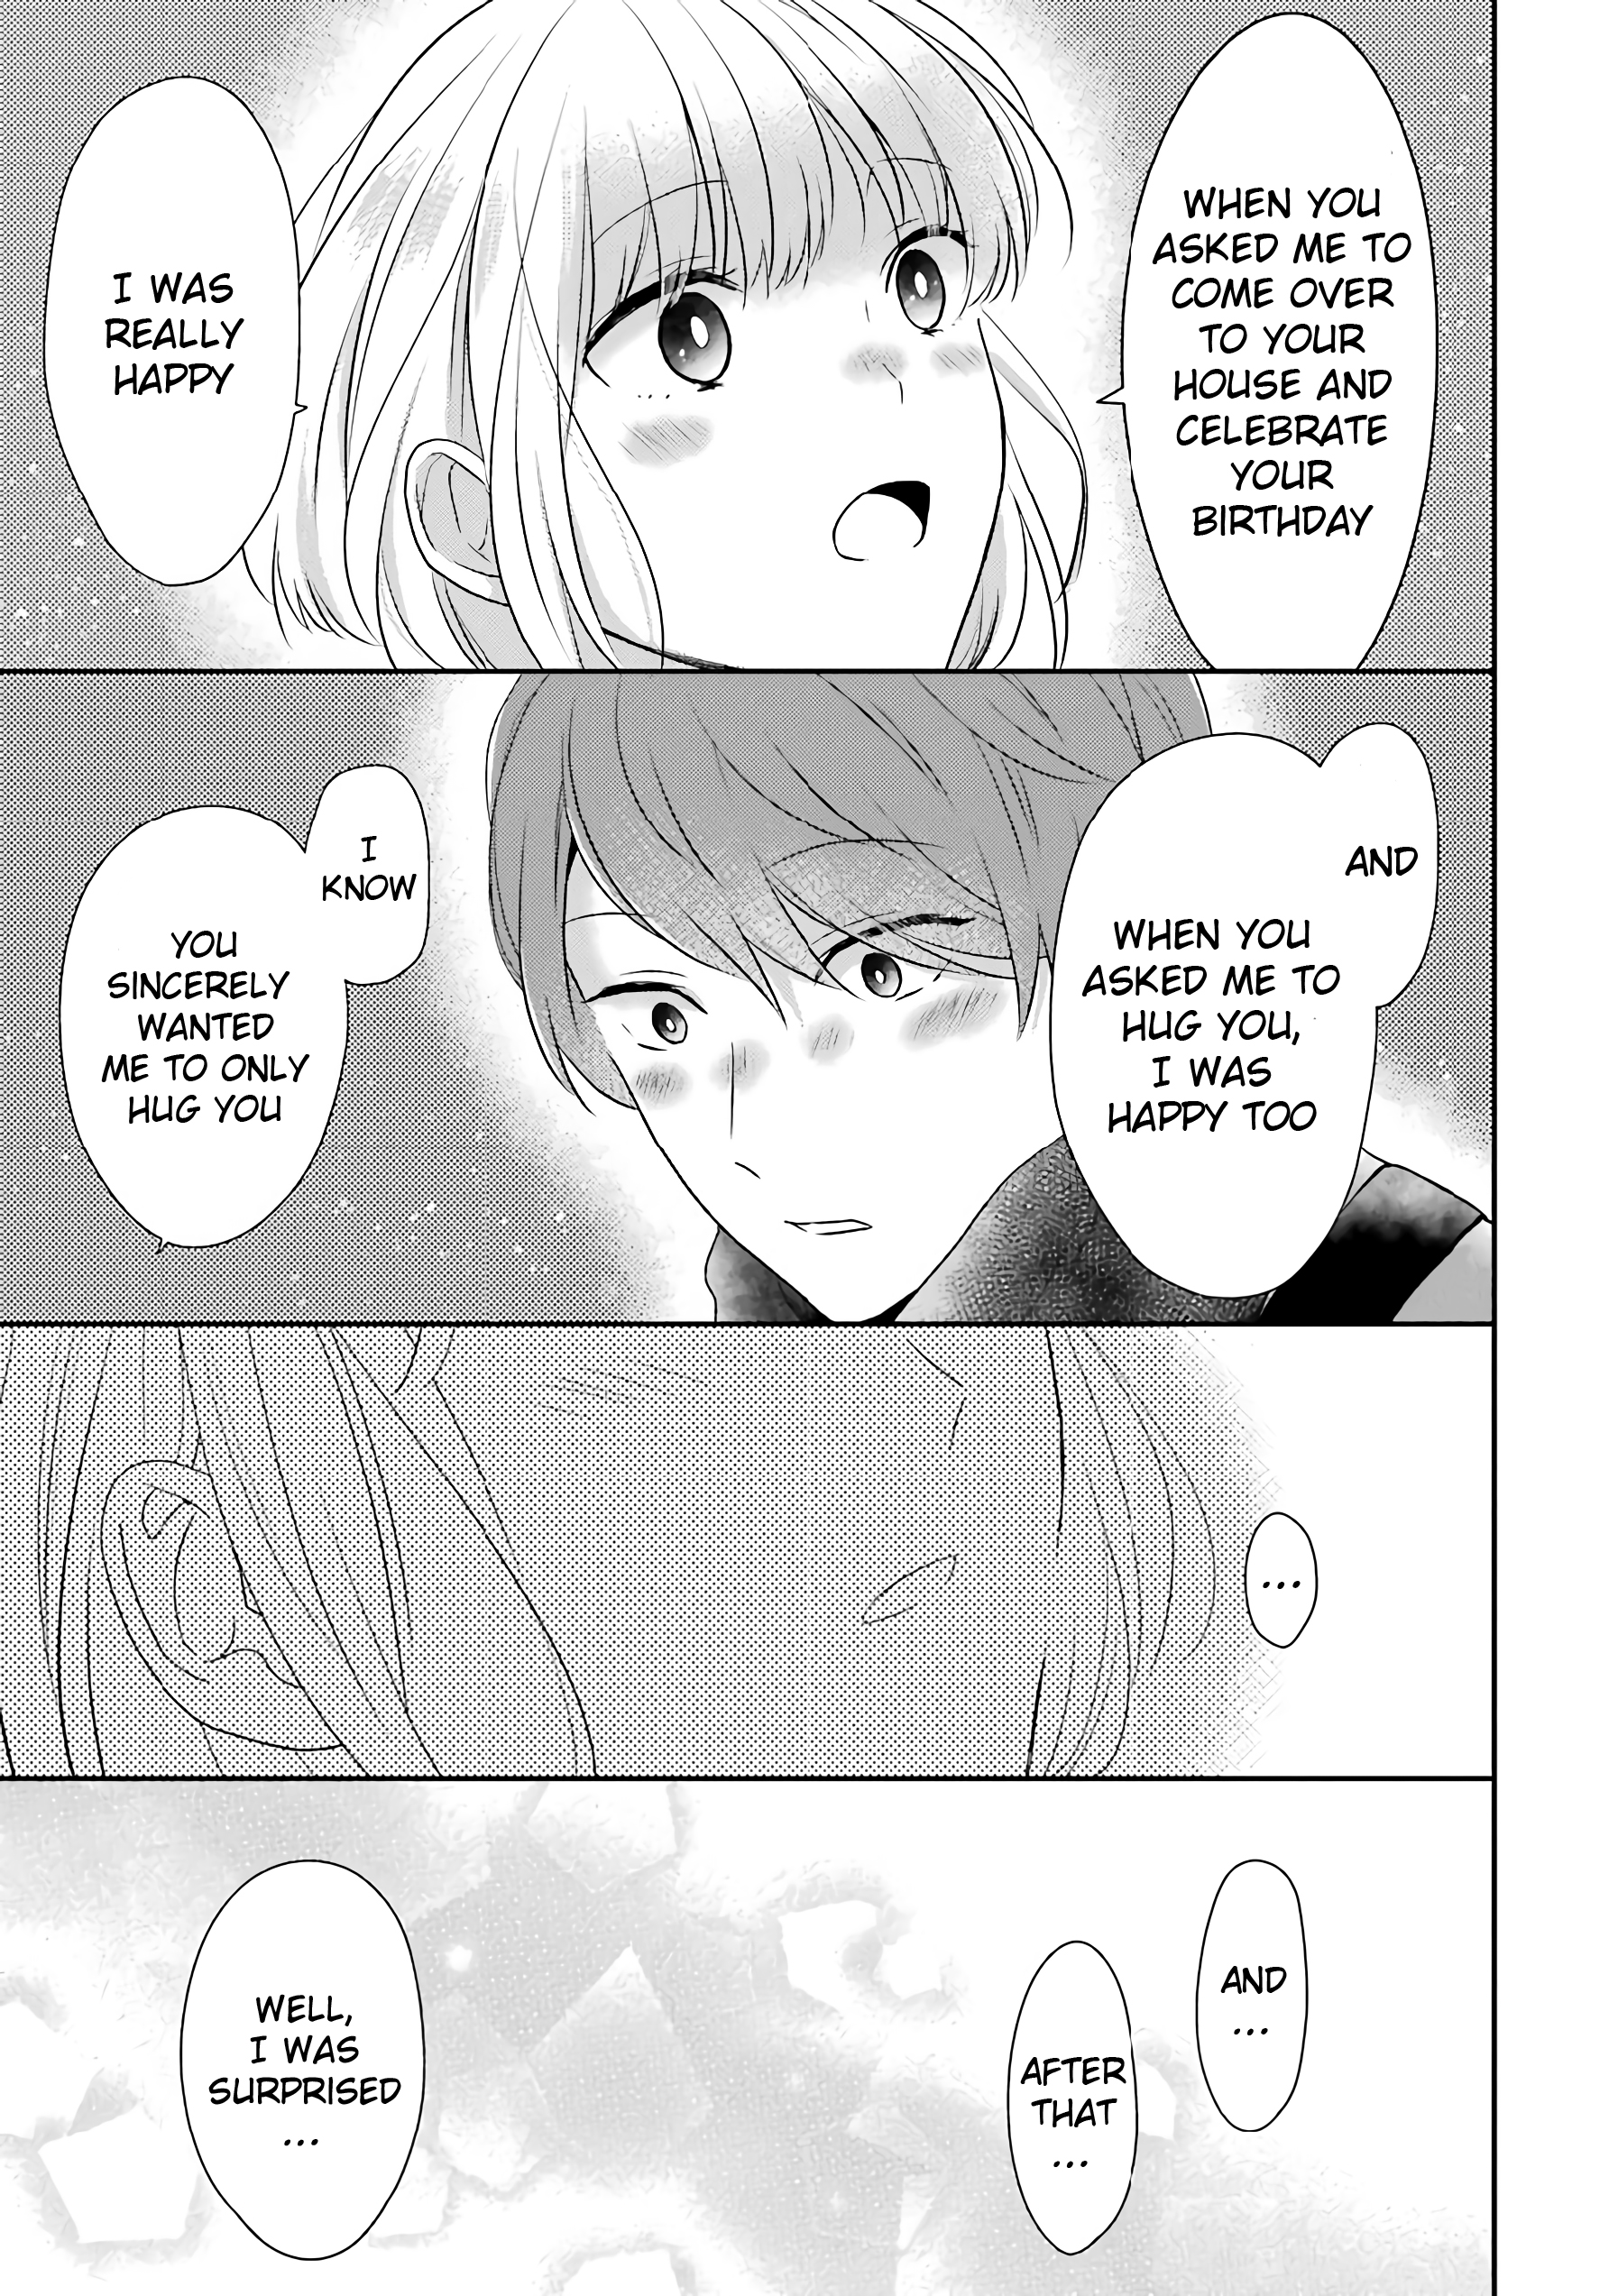 WHEN YOU
ASKED ME TO
COME OVER
TO YOUR
HOUSE AND
CELEBRATE
YOUR
BIRTHDAY
I WAS
REALLY
HAPPY
AND
WHEN YOU
ASKED ME TO
HUG YOU,
I WAS
HAPPY TOO
I
KNOW
YOU
SINCERELY
WANTED
ME TO ONLY
HUG YOU
...
AND
...
AFTER
THAT
...
WELL,
I WAS
SURPRISED
...